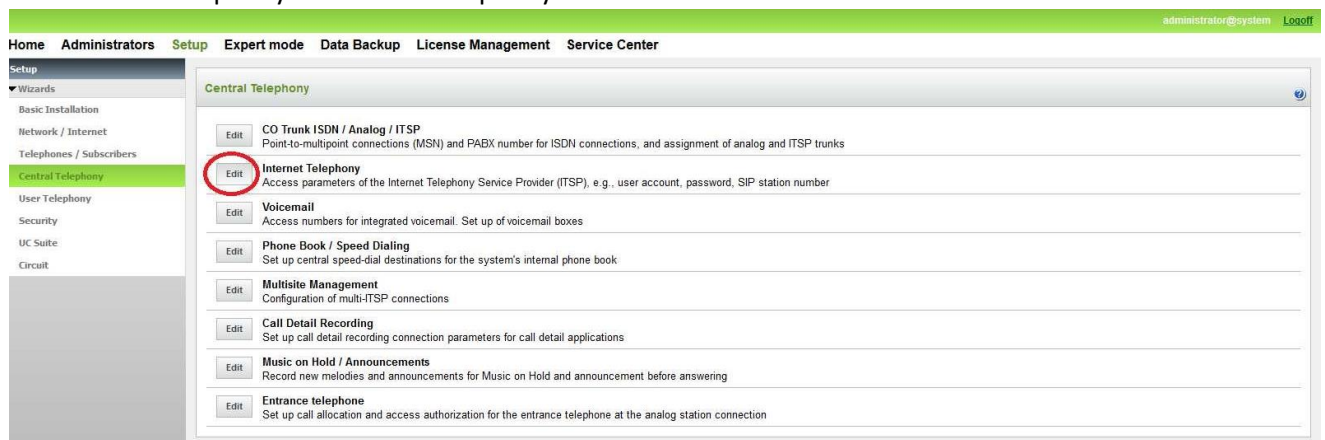 administrator@system Logoff
Home Administrators Setup Expert mode Data Backup License Management Service Center
Setup
Wizards
Basic Installation
Network / Internet
Telephones / Subscribers
Central Telephony
User Telephony
Security
UC Suite
Circuit
Central Telephony
Edit CO Trunk ISDN / Analog / ITSP
Point-to-multipoint connections (MSN) and PABX number for ISDN connections, and assignment of analog and ITSP trunks
Edit Internet Telephony
Access parameters of the Internet Telephony Service Provider (ITSP), e.g., user account, password, SIP station number
Edit Voicemail
Access numbers for integrated voicemail. Set up of voicemail boxes
Edit Phone Book / Speed Dialing
Set up central speed-dial destinations for the system's internal phone book
Edit Multisite Management
Configuration of multi-ITSP connections
Edit Call Detail Recording
Set up call detail recording connection parameters for call detail applications
Edit Music on Hold / Announcements
Record new melodies and announcements for Music on Hold and announcement before answering
Edit Entrance telephone
Set up call allocation and access authorization for the entrance telephone at the analog station connection